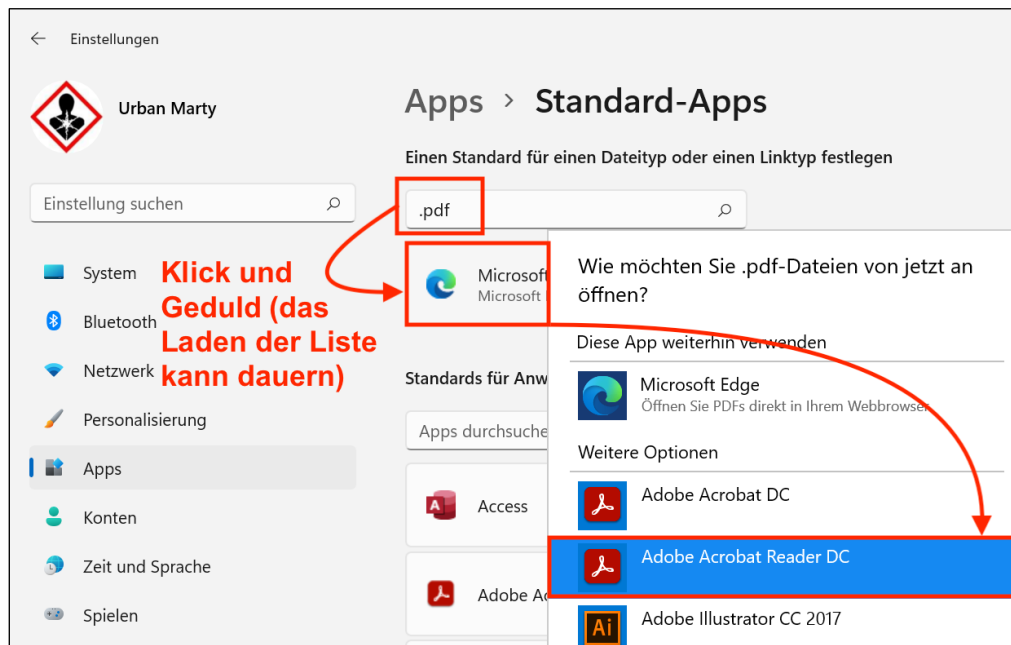 Einstellungen
Urban Marty
Einstellung suchen
System
Bluetooth
Netzwerk
Personalisierung
Apps
Konten
Zeit und Sprache
Spielen
Klick und
Geduld (das
Laden der Liste
kann dauern)
Apps > Standard-Apps
Einen Standard für einen Dateityp oder einen Linktyp festlegen
.pdf
Microsoft
Microsoft
Standards für Anw
Apps durchsuche
Access
Adobe Ac
Wie möchten Sie .pdf-Dateien von jetzt an
öffnen?
Diese App weiterhin verwenden
Microsoft Edge
Öffnen Sie PDFs direkt in Ihrem Webbrowser
Weitere Optionen
Adobe Acrobat DC
Adobe Acrobat Reader DC
Ai
Adobe Illustrator CC 2017